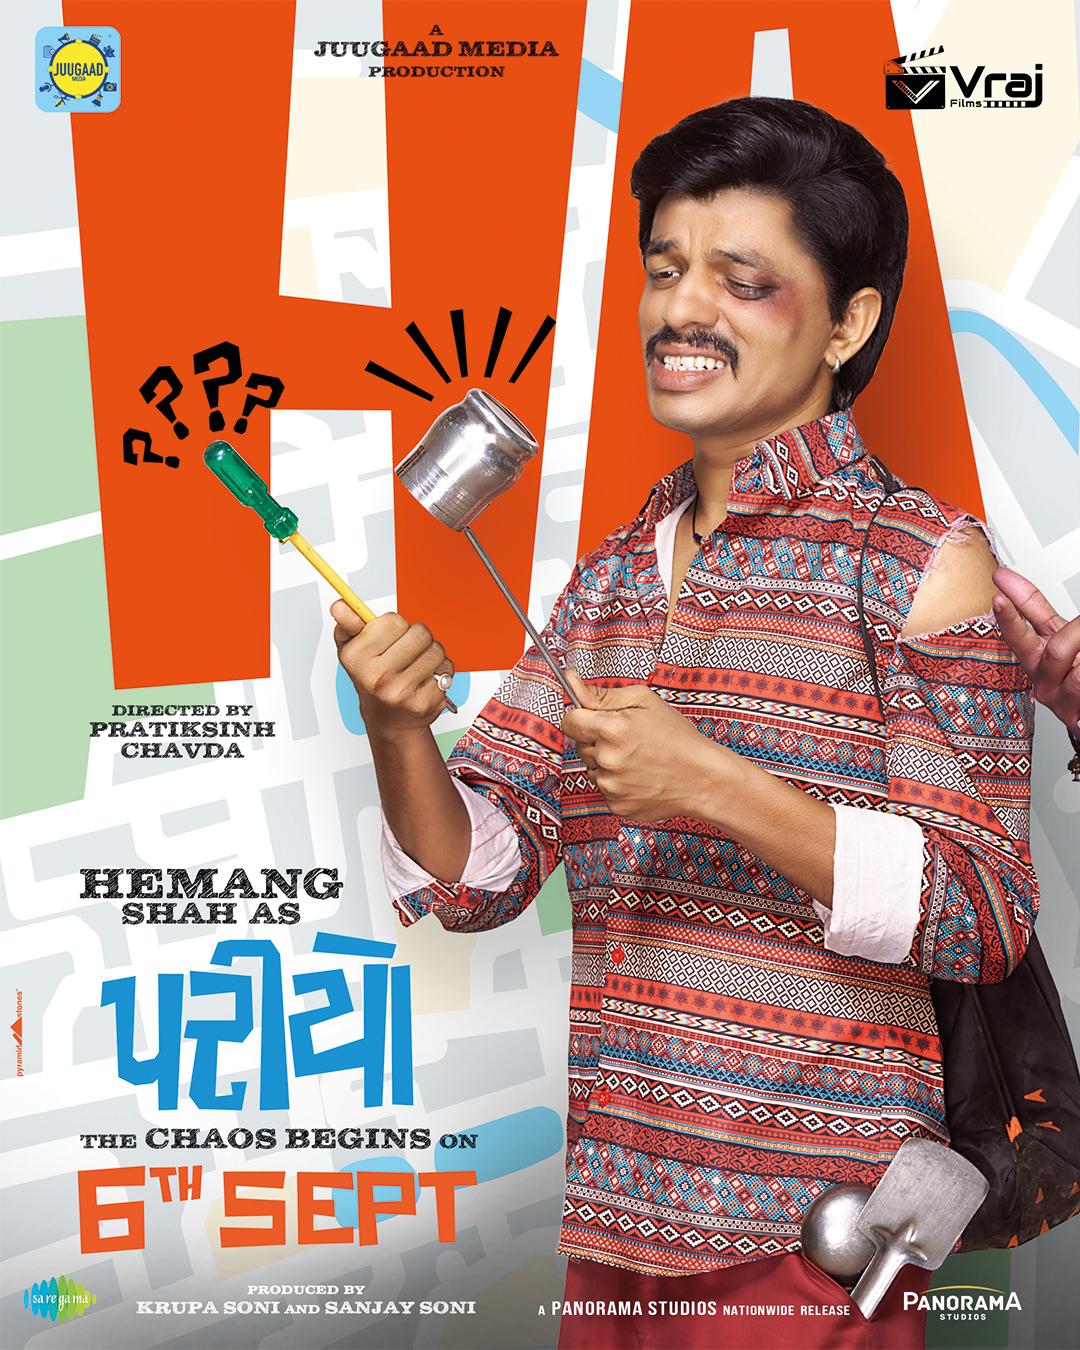 HA
JUUGAAD
MEDIA
A
JUUGAAD MEDIA
PRODUCTION
Vraj
Films
????
DIRECTED BY
PRATIKSINH
CHAVDA
HEMANG
SHAH AS
પરીયો
THE CHAOS BEGINS ON
6TH SEPT
pyramid stones
saregama
PRODUCED BY
KRUPA SONI AND SANJAY SONI
A PANORAMA STUDIOS NATIONWIDE RELEASE
PANORAMA
STUDIOS